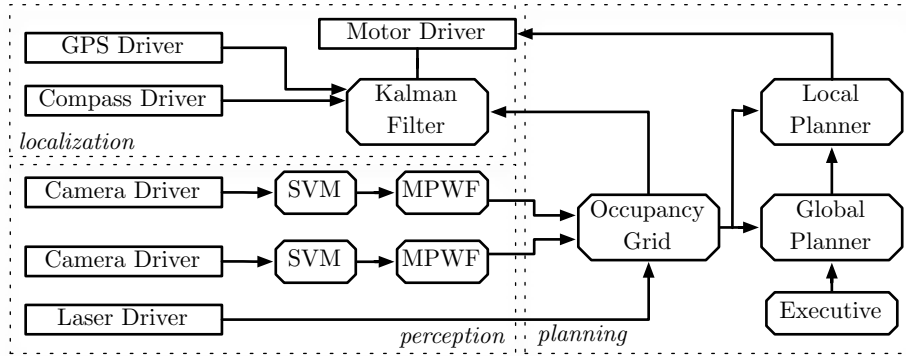 GPS Driver
Motor Driver
Compass Driver
Kalman
Filter
Local
Planner
localization
Camera Driver
SVM
MPWF
Occupancy
Grid
Global
Planner
Camera Driver
SVM
MPWF
Laser Driver
perception
planning
Executive